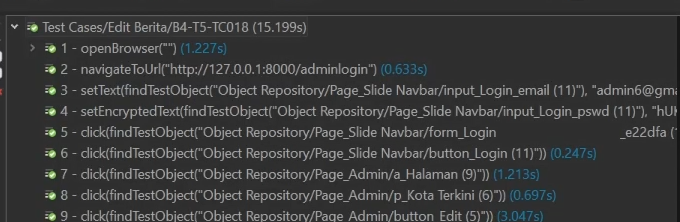 Test Cases/Edit Berita/B4-T5-TC018 (15.199s)
1 - openBrowser("") (1.227s)
2 - navigateToUrl("http://127.0.0.1:8000/adminlogin") (0.633s)
3 - setText(findTestObject("Object Repository/Page_Slide Navbar/input_Login_email (11)"), "admin6@gma
4 - setEncryptedText(findTestObject("Object Repository/Page_Slide Navbar/input_Login_pswd (11)"), "hUK
5 - click(findTestObject("Object Repository/Page_Slide Navbar/form_Login _e22dfa (1
6 - click(findTestObject("Object Repository/Page_Slide Navbar/button_Login (11)")) (0.247s)
7 - click(findTestObject("Object Repository/Page_Admin/a_Halaman (9)")) (1.213s)
8 - click(findTestObject("Object Repository/Page_Admin/p_Kota Terkini (6)")) (0.697s)
9 - click(findTestObject("Object Repository/Page_Admin/button_Edit (5)")) (3.047s)